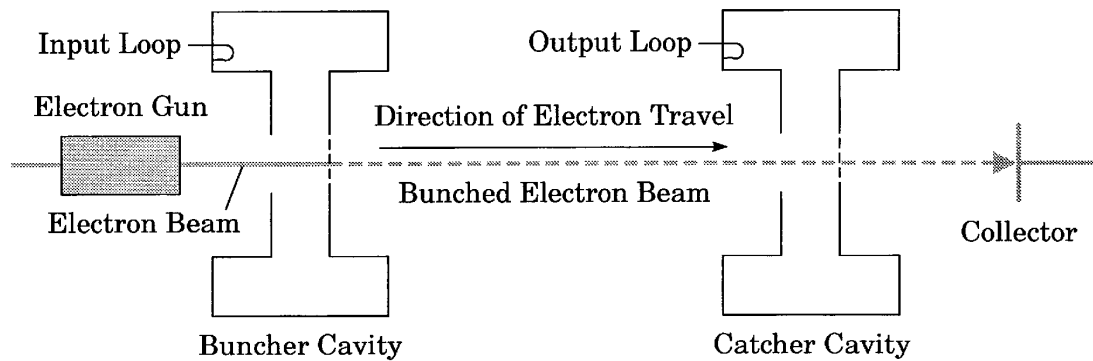 Input Loop
Output Loop
Electron Gun
Direction of Electron Travel
Electron Beam
Bunched Electron Beam
Collector
Buncher Cavity
Catcher Cavity